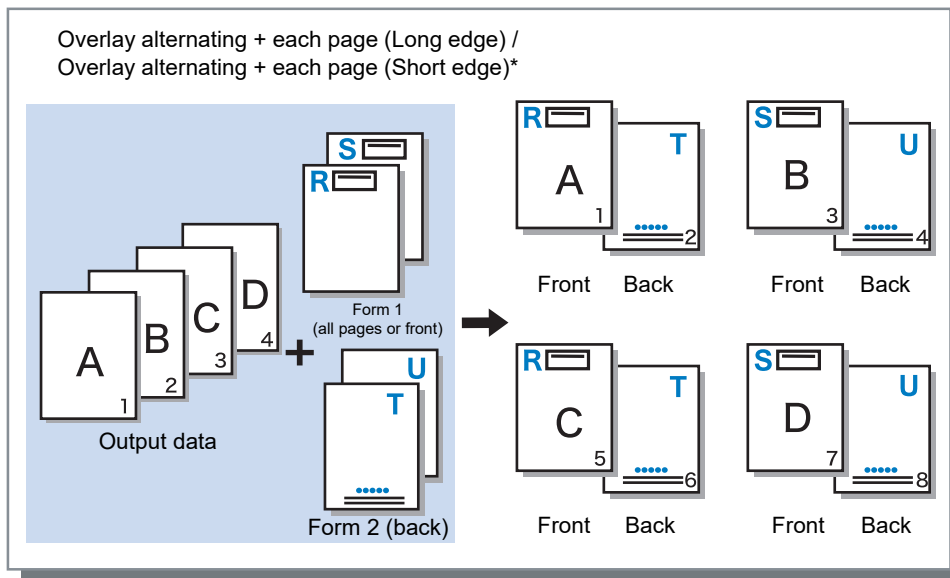 Overlay alternating + each page (Long edge) /
Overlay alternating + each page (Short edge)*
A
1
B
2
C
3
D
4
Output data
+
S
R
Form 1
(all pages or front)
U
T
Form 2 (back)
R
A
1
T
2
Front Back
S
B
3
U
4
Front Back
R
C
5
T
6
Front Back
S
D
7
U
8
Front Back